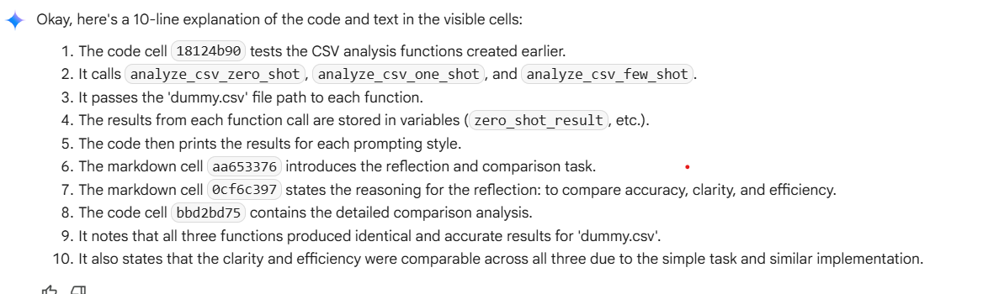 Okay, here's a 10-line explanation of the code and text in the visible cells:
1. The code cell 18124b90 tests the CSV analysis functions created earlier.
2. It calls analyze_csv_zero_shot, analyze_csv_one_shot, and analyze_csv_few_shot.
3. It passes the 'dummy.csv' file path to each function.
4. The results from each function call are stored in variables (zero_shot_result, etc.).
5. The code then prints the results for each prompting style.
6. The markdown cell aa653376 introduces the reflection and comparison task.
7. The markdown cell 0cf6c397 states the reasoning for the reflection: to compare accuracy, clarity, and efficiency.
8. The code cell bbd2bd75 contains the detailed comparison analysis.
9. It notes that all three functions produced identical and accurate results for 'dummy.csv'.
10. It also states that the clarity and efficiency were comparable across all three due to the simple task and similar implementation.